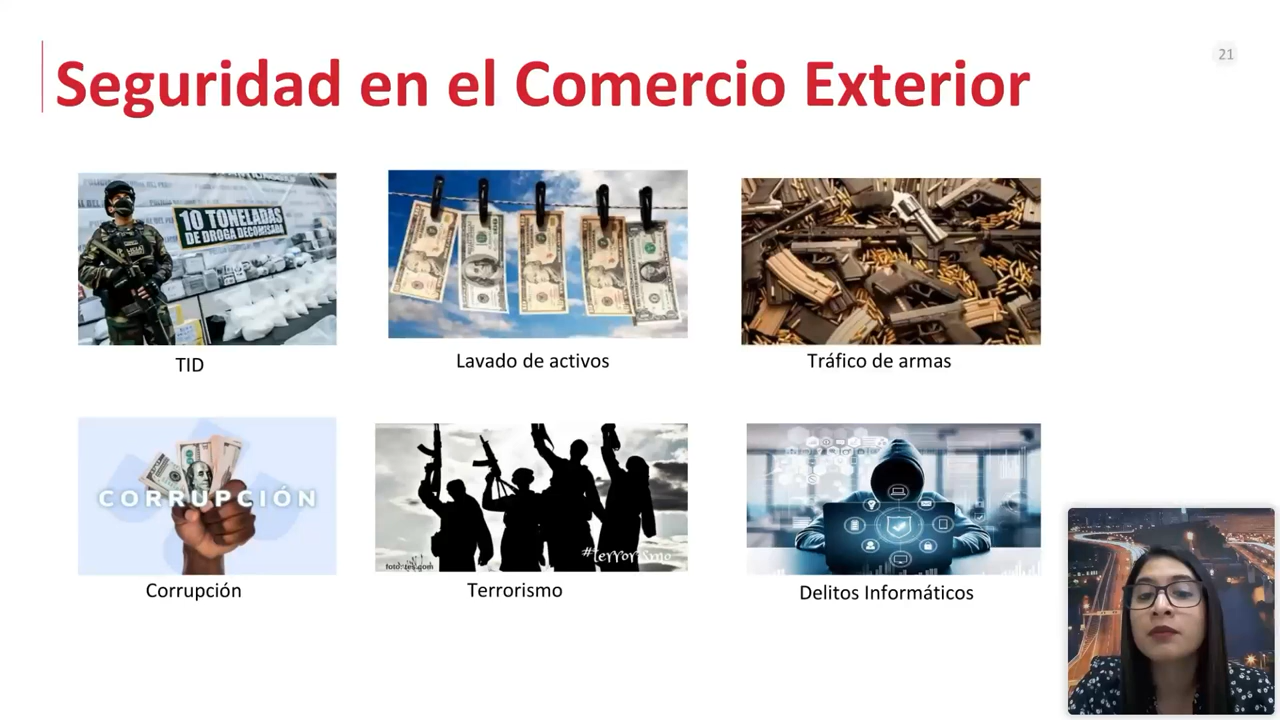 21
Seguridad en el Comercio Exterior
10 TONELADAS
DE DROGA DECOMISADA
TID
Lavado de activos
Tráfico de armas
CORRUPCIÓN
#terrorismo
Corrupción
Terrorismo
Delitos Informáticos